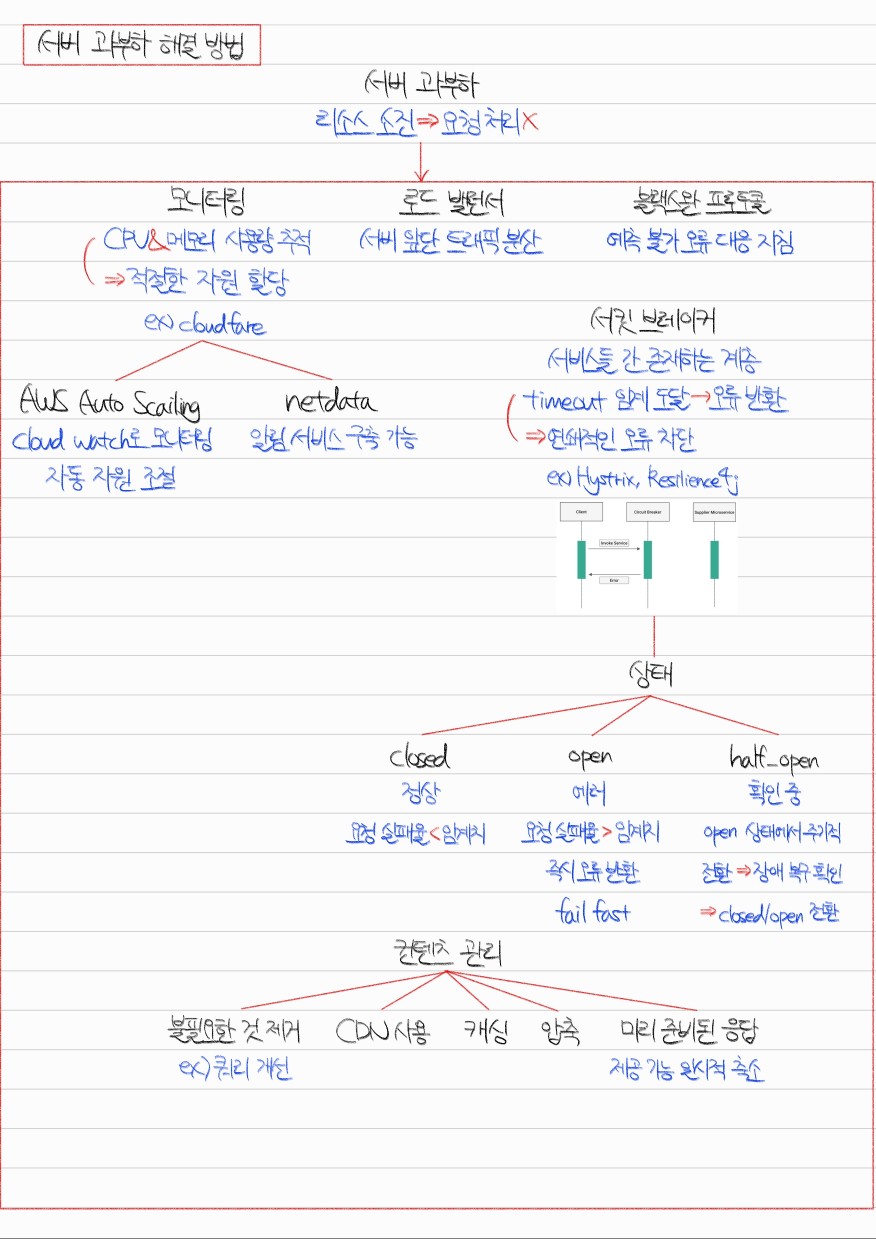 서버 과부하 해결 방법
서버 과부하
리소스 소진 ⇒ 요청 처리 X
모니터링
CPU&메모리 사용량 추적
⇒ 적절한 자원 할당
ex) cloudfare
AWS Auto Scailing
cloud watch로 모니터링
자동 자원 조절
netdata
알림 서비스 구축 가능
로드 밸런서
서버 앞단 트래픽 분산
블랙스완 프로토콜
예측 불가 오류 대응 지침
서킷 브레이커
서비스들 간 존재하는 계층
timeout 임계 도달 → 오류 반환
⇒ 연쇄적인 오류 차단
ex) Hystrix, Resilience4j
Client
Circuit Breaker
Supplier Microservice
Invoke Service
Error
상태
closed
정상
요청 실패율 < 임계치
open
에러
요청 실패율 > 임계치
즉시 오류 반환
fail fast
half_open
확인 중
open 상태에서 주기적
전환 ⇒ 장애 복구 확인
⇒ closed/open 전환
컨텐츠 관리
불필요한 것 제거
ex) 쿼리 개선
CDN 사용
캐싱
압축
미리 준비된 응답
제공 기능 일시적 축소